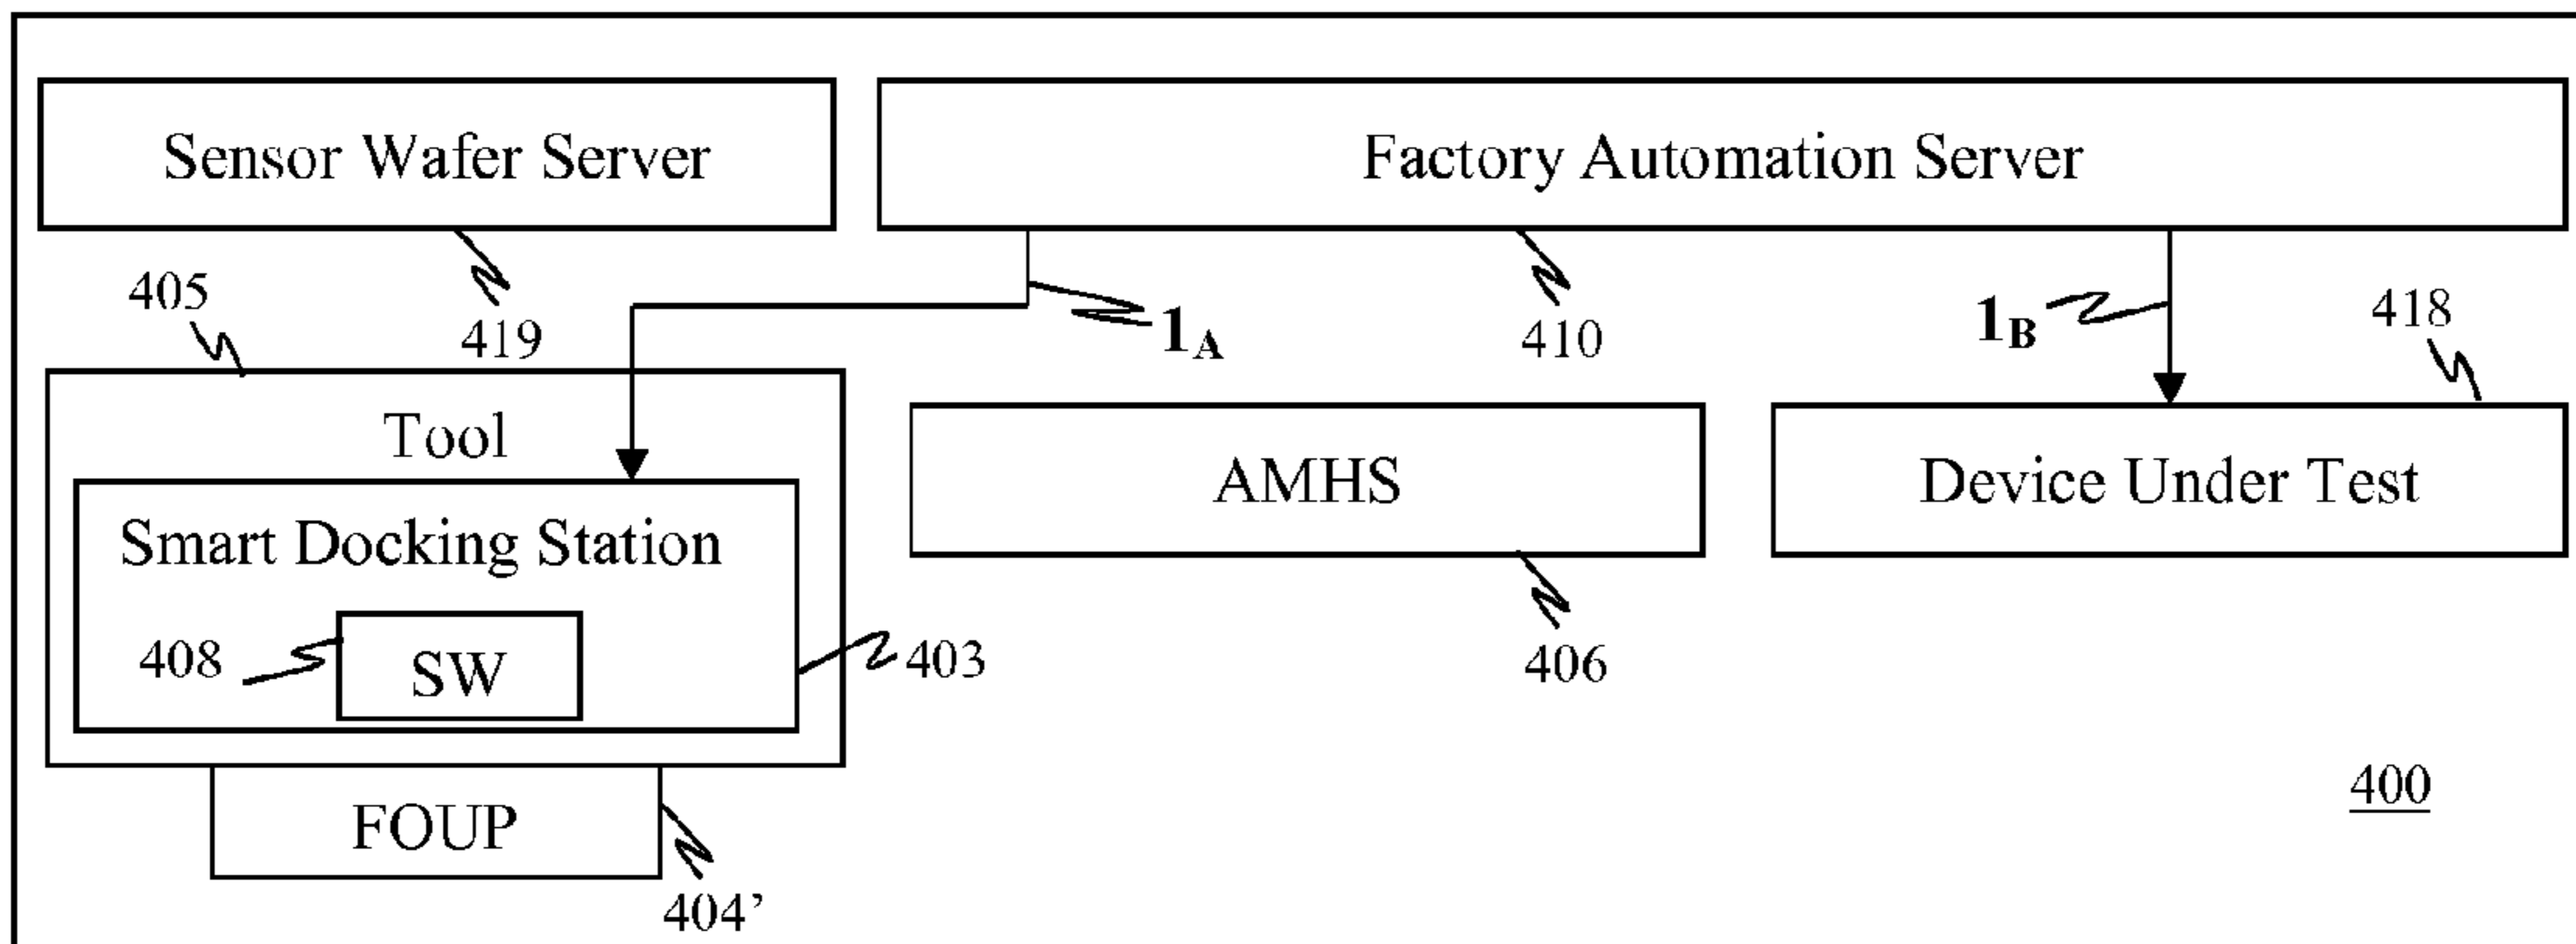 Sensor Wafer Server
Factory Automation Server
405
419
1A
410
1B
418
Tool
AMHS
Device Under Test
Smart Docking Station
408
SW
403
406
FOUP
400
404’